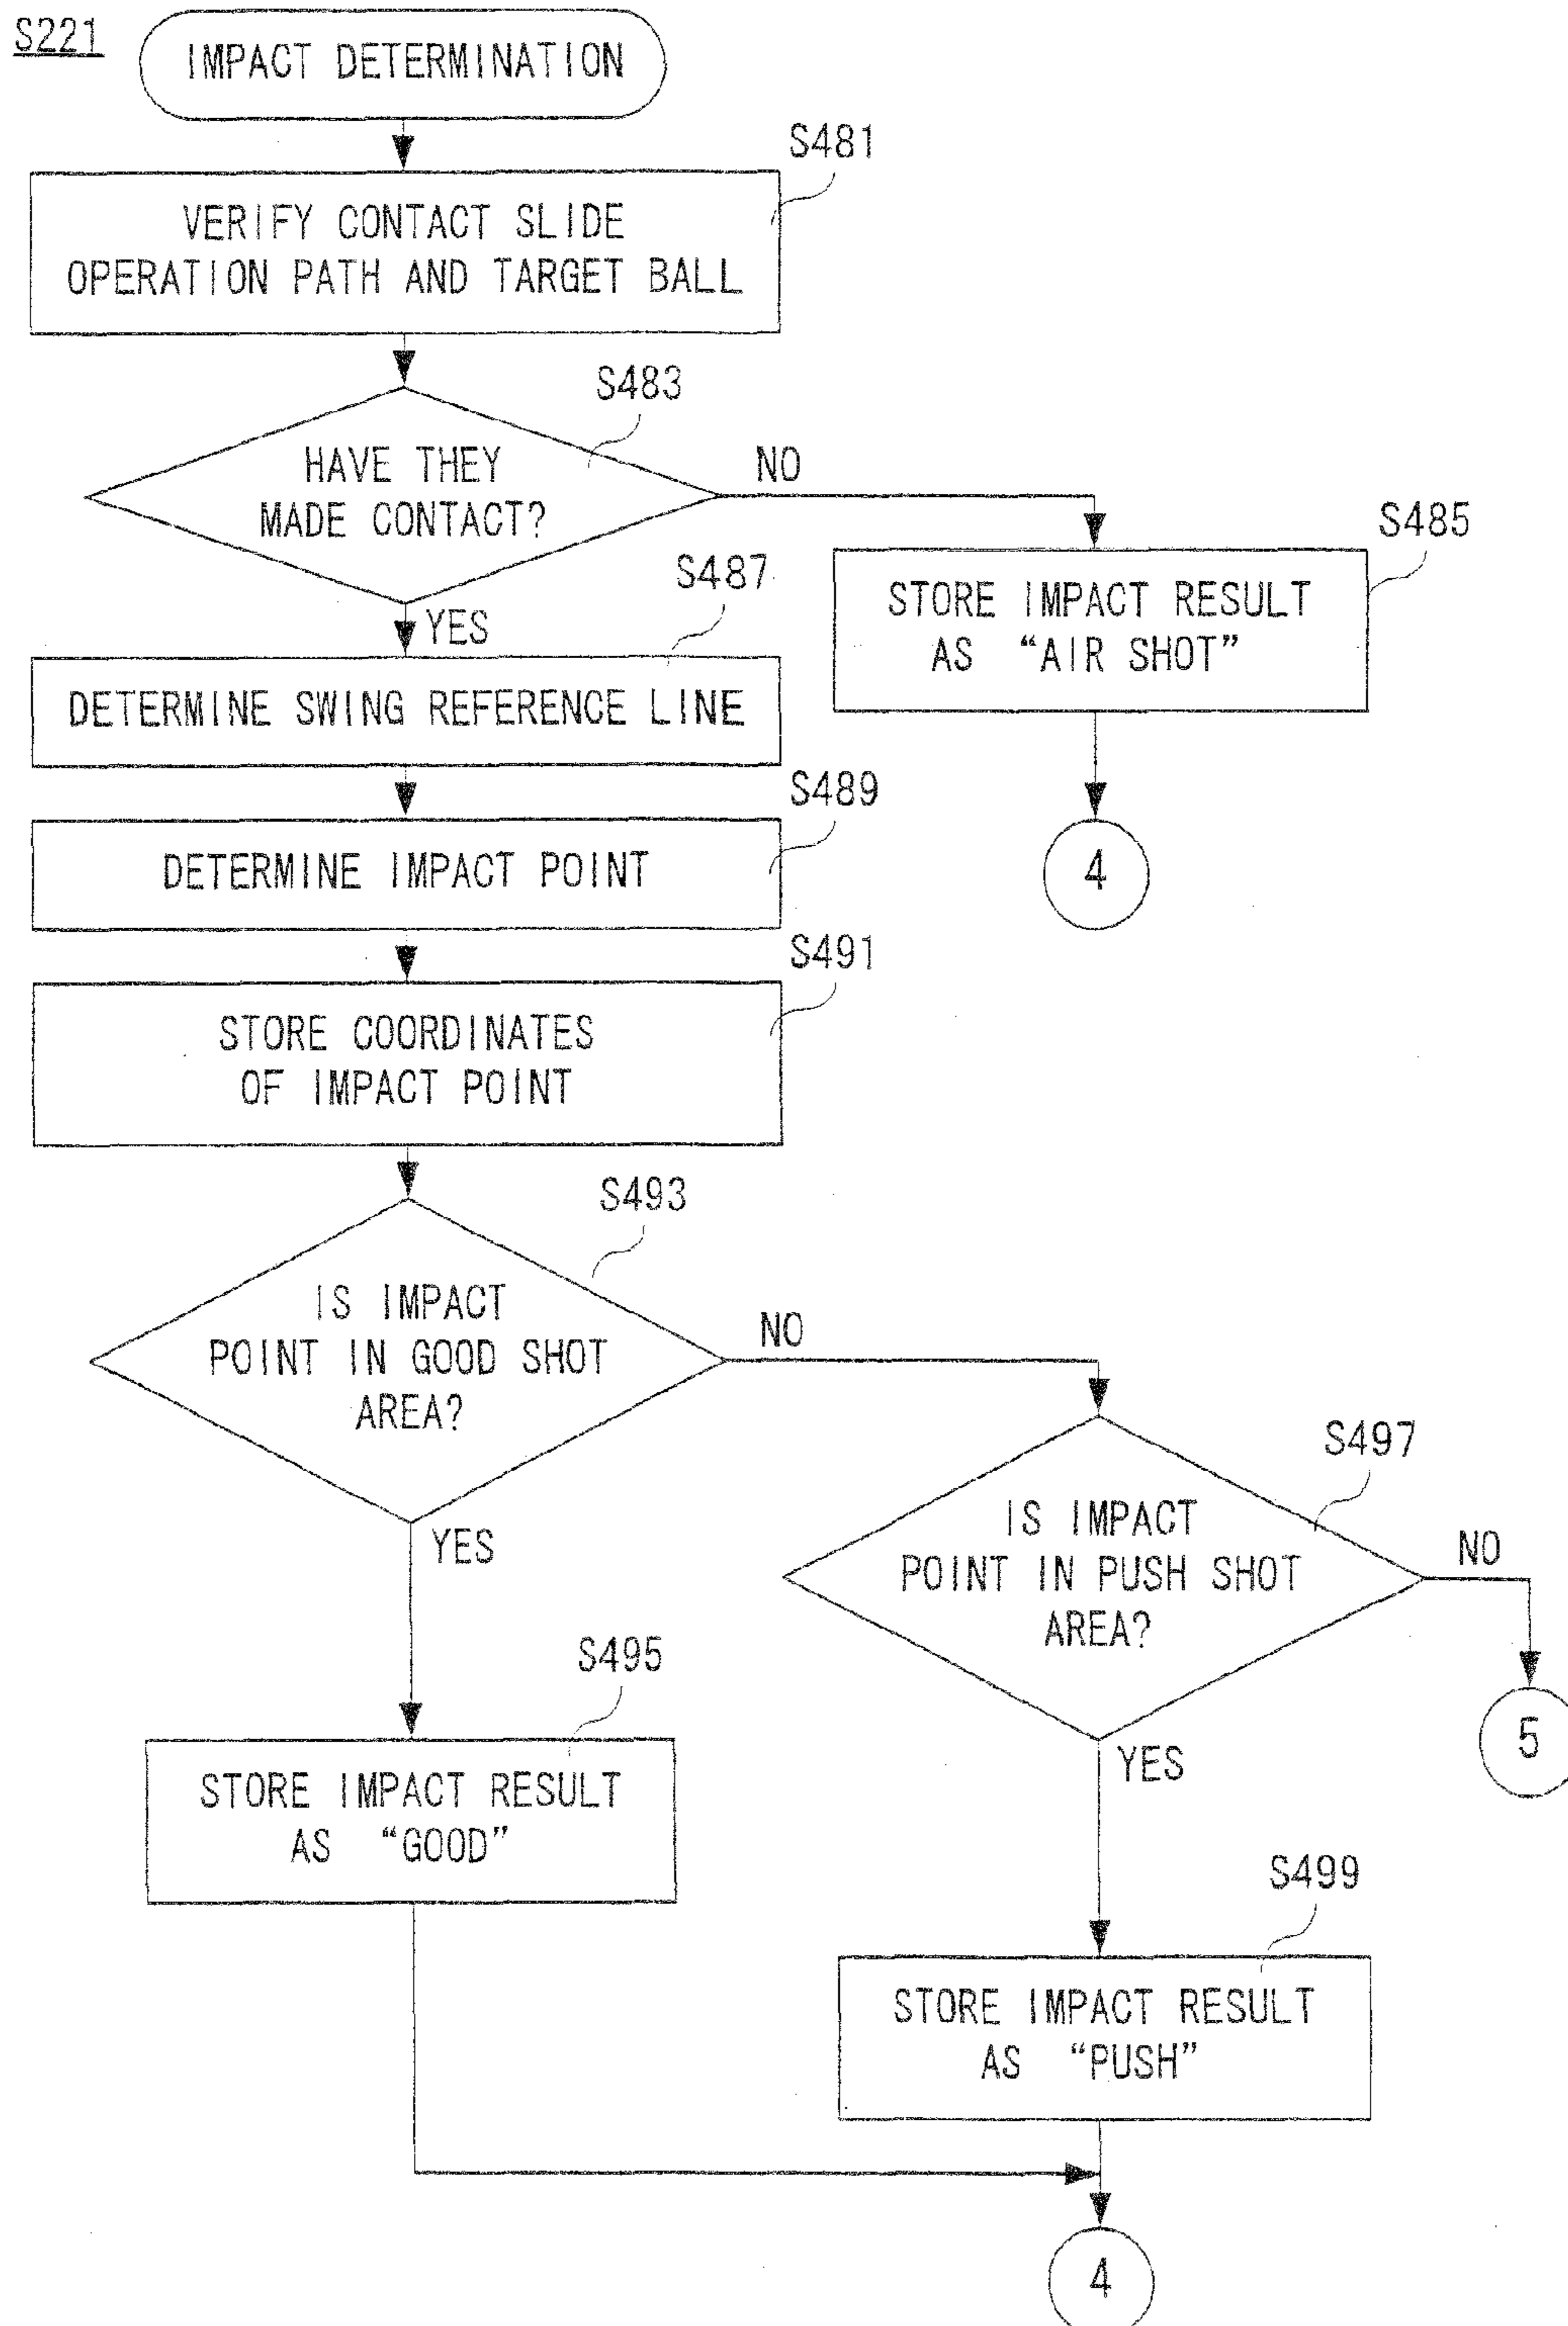 S221
IMPACT DETERMINATION
S481
VERIFY CONTACT SLIDE
OPERATION PATH AND TARGET BALL
S483
HAVE THEY
MADE CONTACT?
NO
YES
S485
STORE IMPACT RESULT
AS “AIR SHOT”
4
S487
DETERMINE SWING REFERENCE LINE
S489
DETERMINE IMPACT POINT
S491
STORE COORDINATES
OF IMPACT POINT
S493
IS IMPACT
POINT IN GOOD SHOT
AREA?
NO
YES
S497
IS IMPACT
POINT IN PUSH SHOT
AREA?
NO
YES
5
S495
STORE IMPACT RESULT
AS “GOOD”
S499
STORE IMPACT RESULT
AS “PUSH”
4